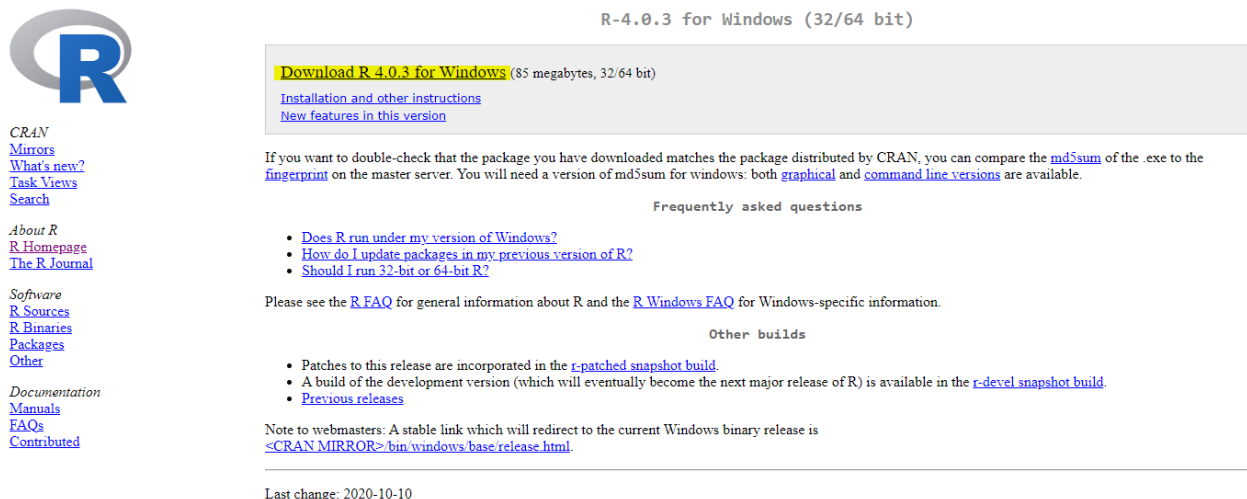 R
CRAN
Mirrors
What's new?
Task Views
Search
About R
R Homepage
The R Journal
Software
R Sources
R Binaries
Packages
Other
Documentation
Manuals
FAQs
Contributed
R-4.0.3 for Windows (32/64 bit)
Download R 4.0.3 for Windows (85 megabytes, 32/64 bit)
Installation and other instructions
New features in this version
If you want to double-check that the package you have downloaded matches the package distributed by CRAN, you can compare the md5sum of the .exe to the
fingerprint on the master server. You will need a version of md5sum for windows: both graphical and command line versions are available.
Frequently asked questions
• Does R run under my version of Windows?
• How do I update packages in my previous version of R?
• Should I run 32-bit or 64-bit R?
Please see the R FAQ for general information about R and the R Windows FAQ for Windows-specific information.
Other builds
• Patches to this release are incorporated in the r-patched snapshot build.
• A build of the development version (which will eventually become the next major release of R) is available in the r-devel snapshot build.
• Previous releases
Note to webmasters: A stable link which will redirect to the current Windows binary release is
<CRAN MIRROR>/bin/windows/base/release.html.
Last change: 2020-10-10